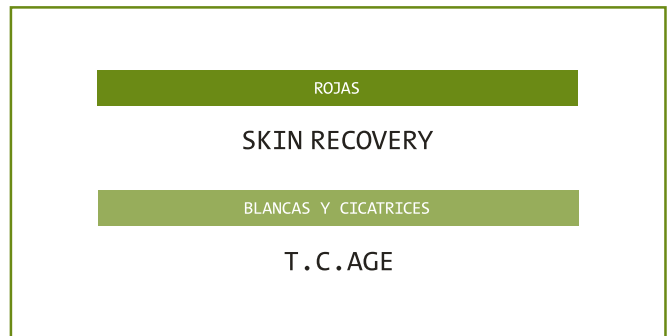 ROJAS
SKIN RECOVERY
BLANCAS Y CICATRICES
T.C.AGE